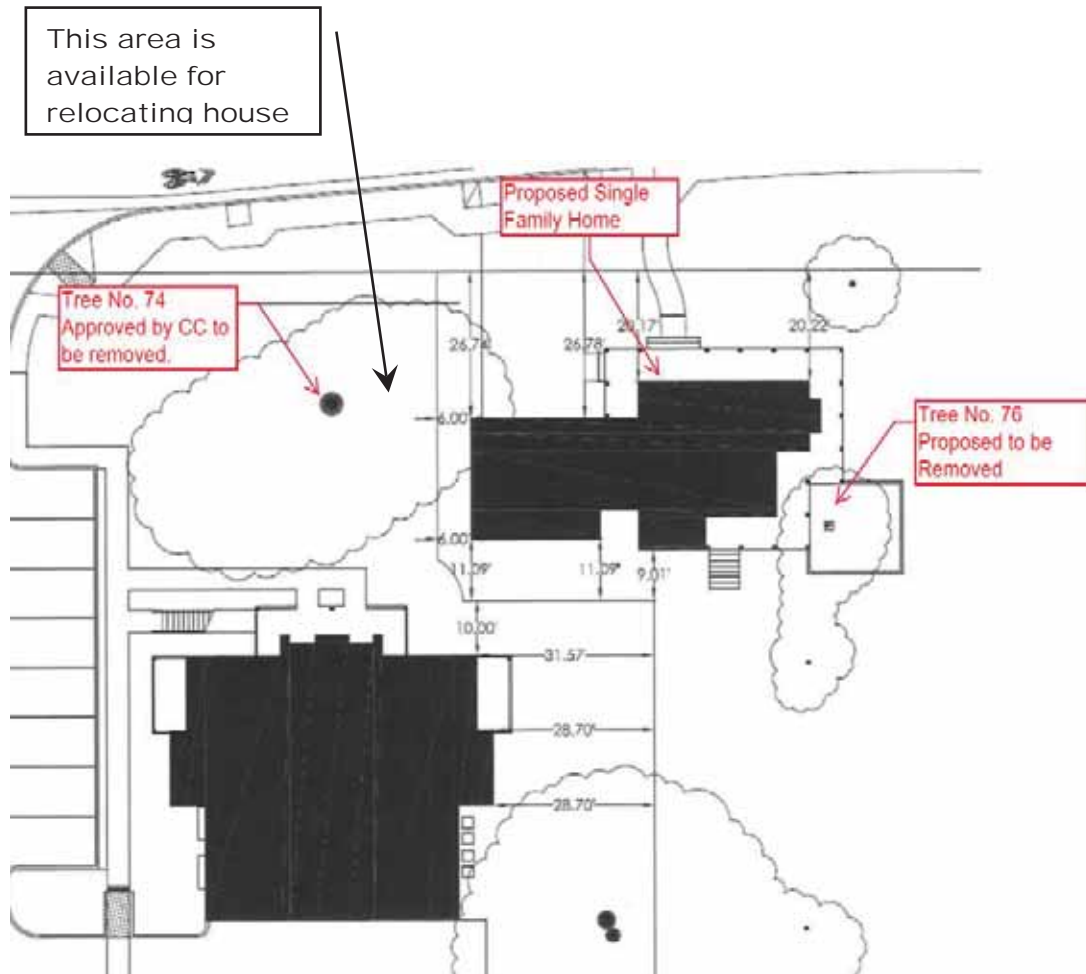 This area is
available for
relocating house
Proposed Single
Family Home
Tree No. 74
Approved by CC to
be removed.
20.17'
20.22'
26.74'
26.78'
6.00'
Tree No. 76
Proposed to be
Removed
6.00'
11.09'
11.09'
9.01'
10.00'
31.57'
28.70'
28.70'